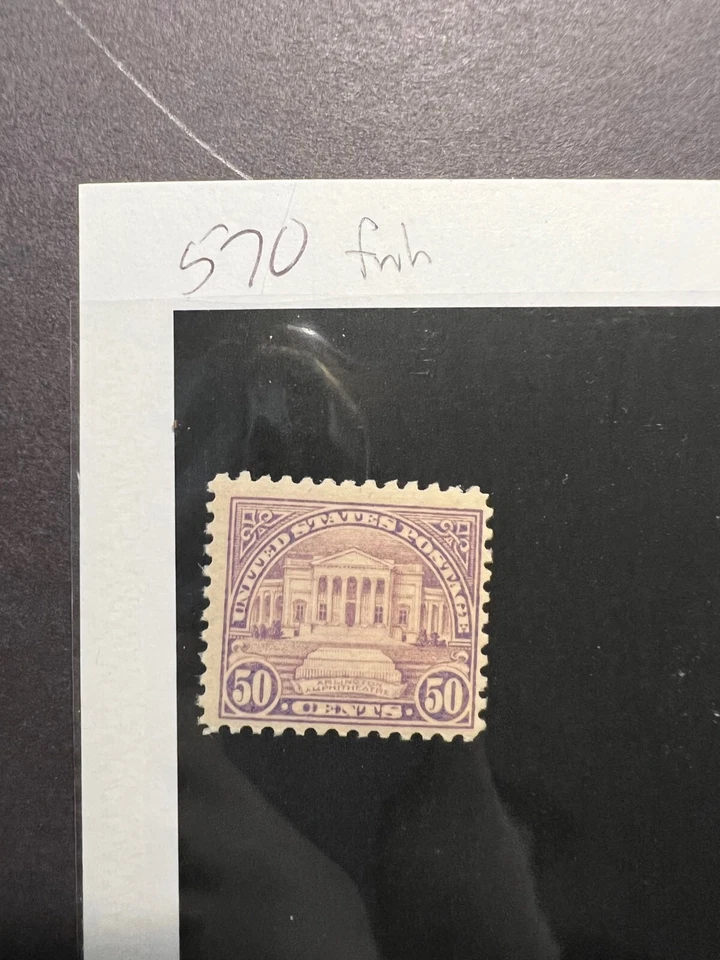 570 fnh
UNITED STATES POSTAGE
ARLINGTON
AMPHITHEATRE
50 · CENTS · 50